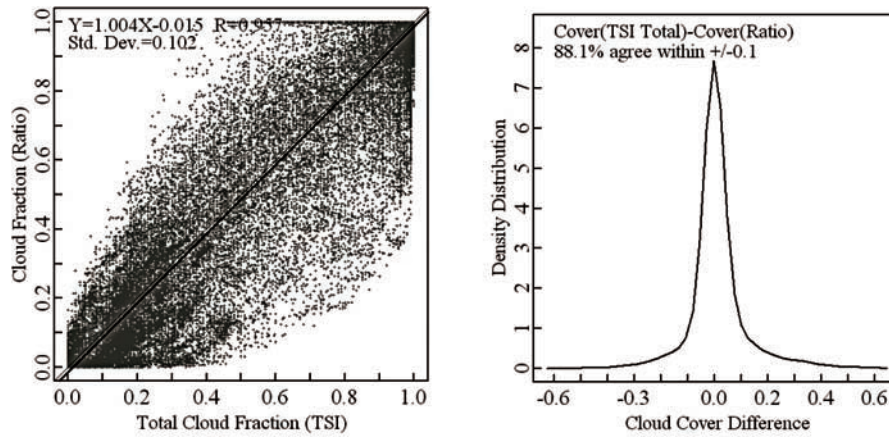 Y=1.004X-0.015 R=0.957
Std. Dev.=0.102
1.0
0.8
0.6
0.4
0.2
0.0
Cloud Fraction (Ratio)
0.0 0.2 0.4 0.6 0.8 1.0
Total Cloud Fraction (TSI)
Cover(TSI Total)-Cover(Ratio)
88.1% agree within +/-0.1
8
7
6
5
4
3
2
1
0
Density Distribution
-0.6 -0.3 0.0 0.2 0.4 0.6
Cloud Cover Difference